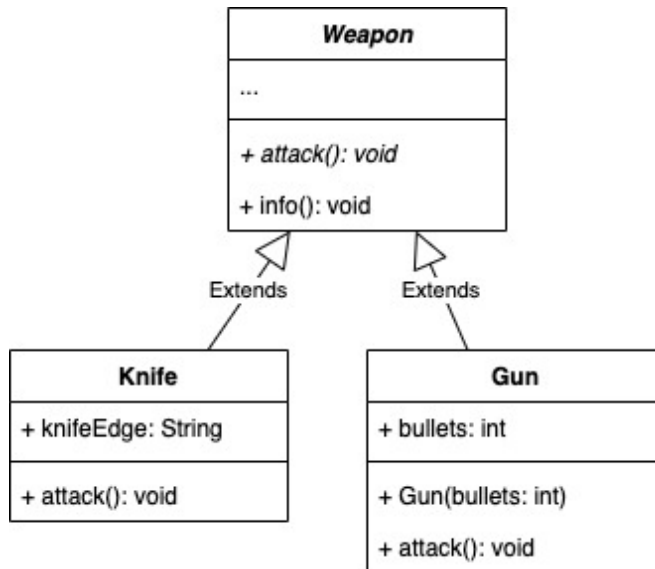 Weapon
...
+ attack(): void
+ info(): void
Extends
Extends
Knife
+ knifeEdge: String
+ attack(): void
Gun
+ bullets: int
+ Gun(bullets: int)
+ attack(): void